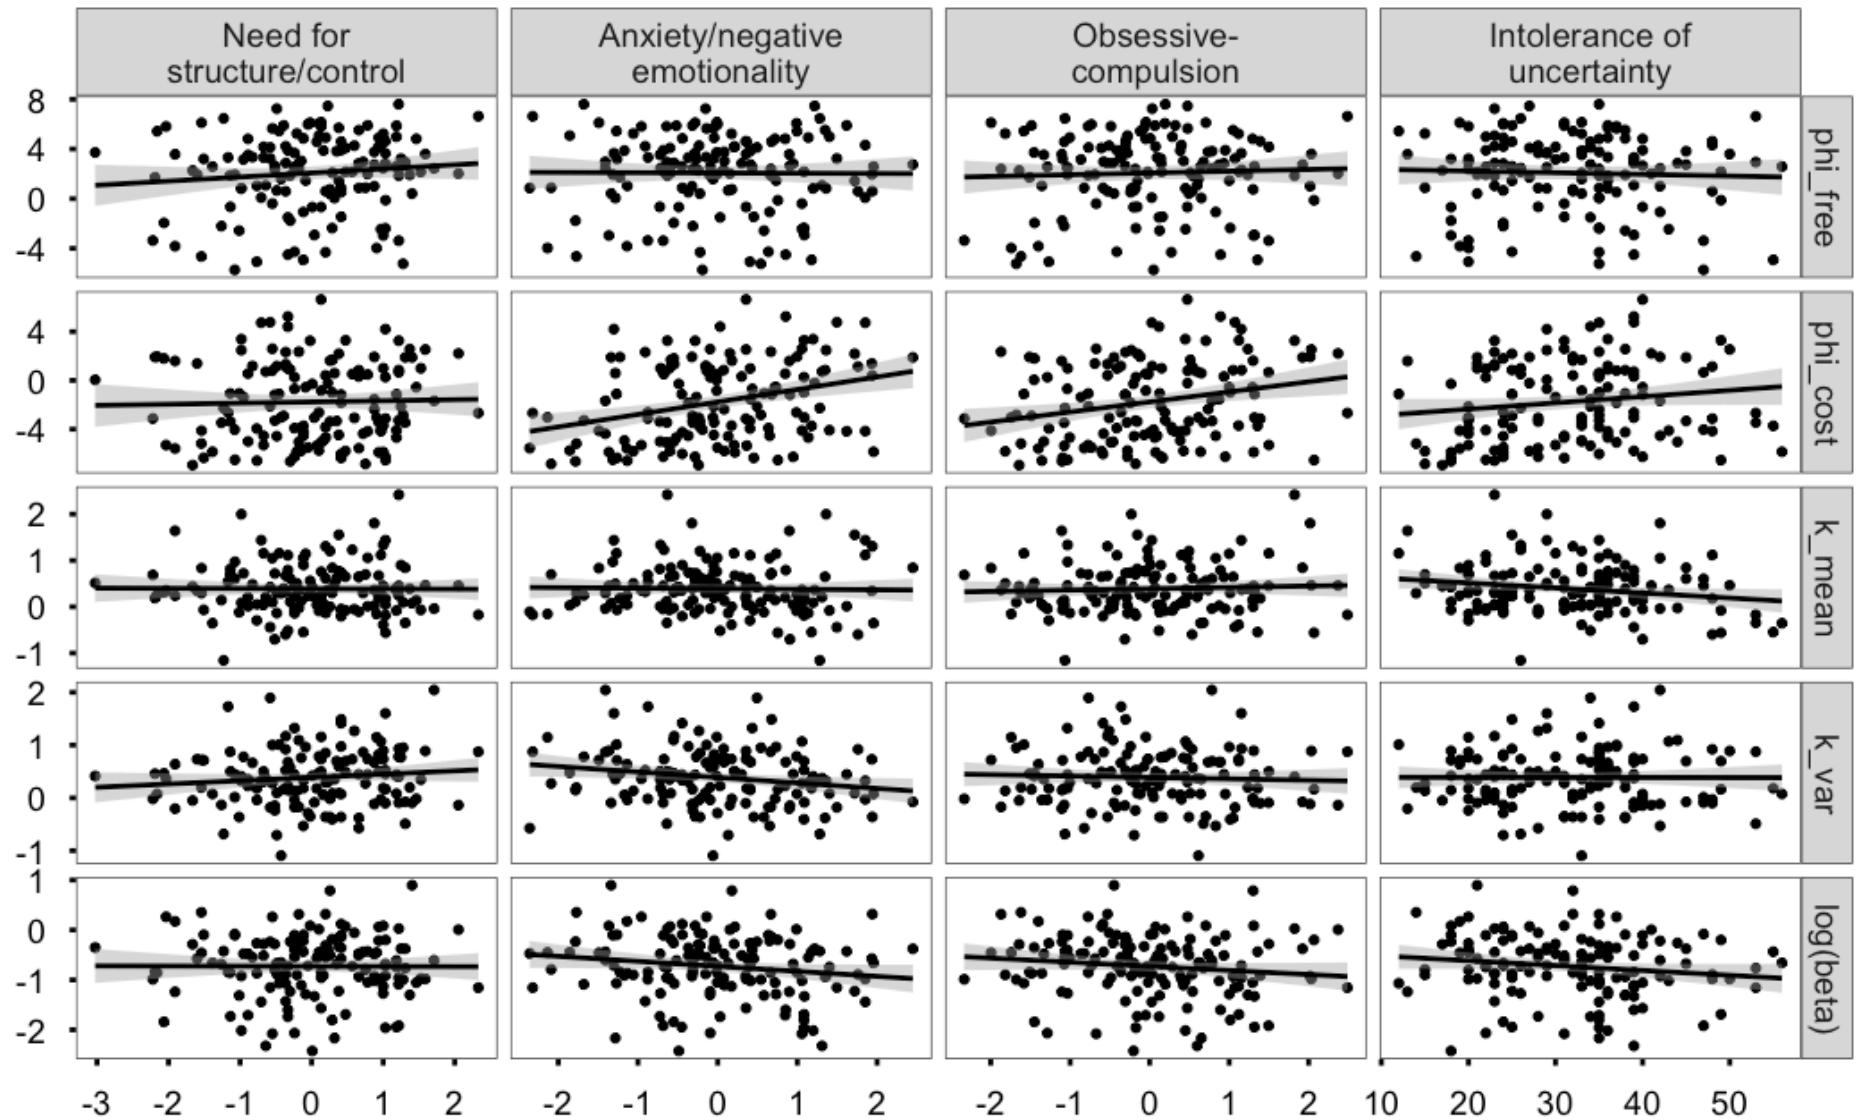 Need for
structure/control
Anxiety/negative
emotionality
Obsessive-
compulsion
Intolerance of
uncertainty
8
4
0
-4
phi_free
4
0
-4
phi_cost
2
1
0
-1
k_mean
2
1
0
-1
k_var
1
0
-1
-2
log(beta)
-3 -2 -1 0 1 2
-2 -1 0 1 2
-2 -1 0 1 2
10 20 30 40 50